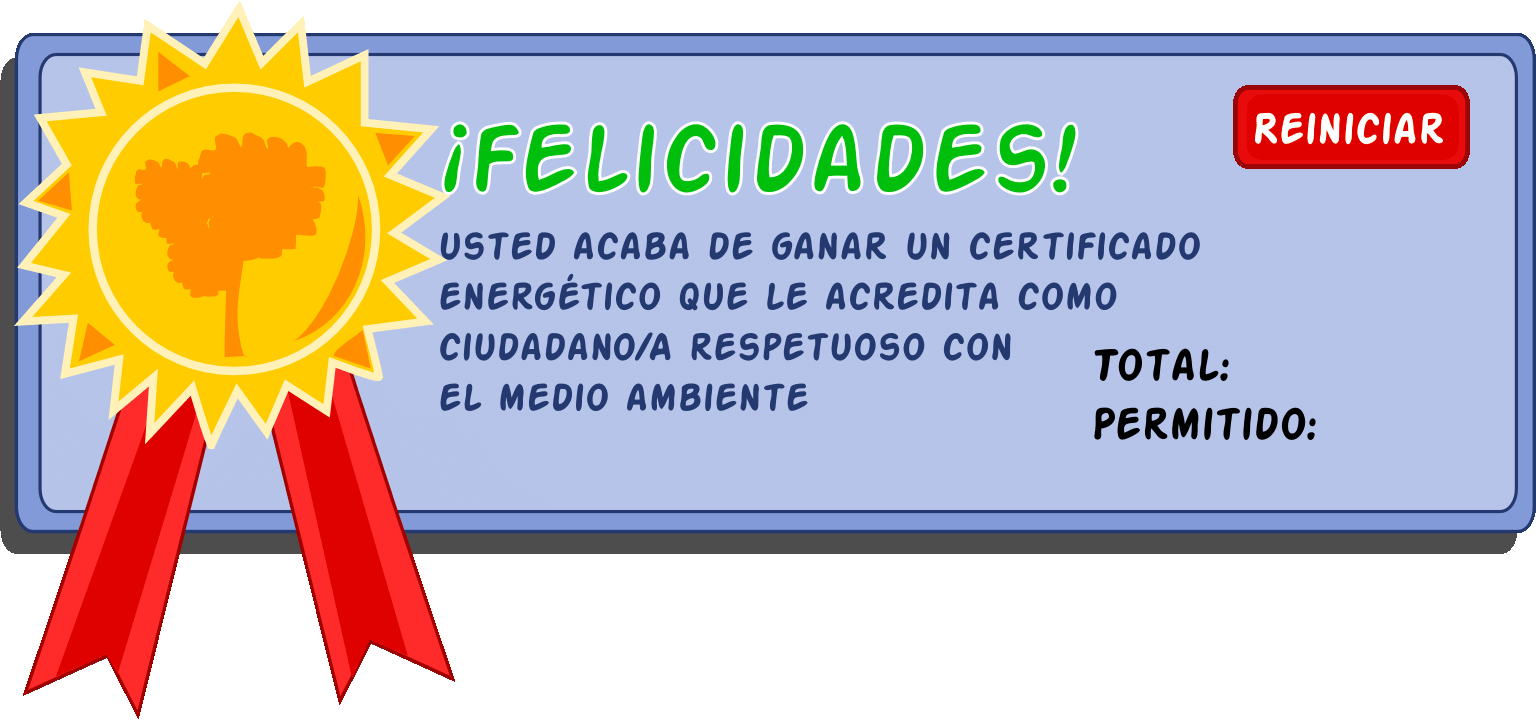 REINICIAR
¡FELICIDADES!
USTED ACABA DE GANAR UN CERTIFICADO
ENERGÉTICO QUE LE ACREDITA COMO
CIUDADANO/A RESPETUOSO CON
EL MEDIO AMBIENTE
TOTAL:
PERMITIDO: